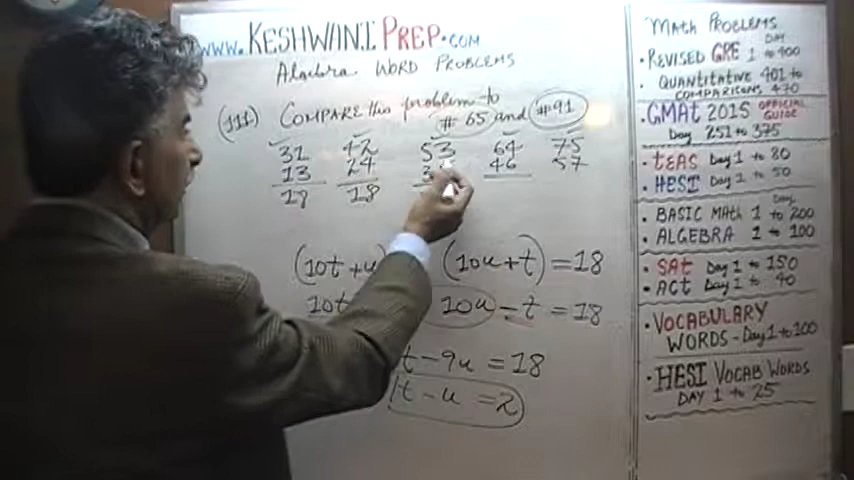 www.KESHWANIPREP.COM
Algebra WORD PROBLEMS
(111) COMPARE this problem to
#65 and #91
31 42 53 64 75
13 24 3 46 57
18 18
(10t+u) (10u+t)=18
10t 10u-t=18
t-9u=18
t-u=2
MATH PROBLEMS
DAY
• REVISED GRE 1 to 400
• QUANTITATIVE 401 to
COMPARISONS 470
• GMAT 2015 OFFICIAL
GUIDE
Day 251 to 375
• TEAS Day 1 to 80
• HESI Day 1 to 50
Day
• BASIC MATH 1 to 200
• ALGEBRA 1 to 100
• SAT Day 1 to 150
• ACT Day 1 to 40
• VOCABULARY
WORDS - Day 1 to 100
• HESI VOCAB WORDS
DAY 1 to 25